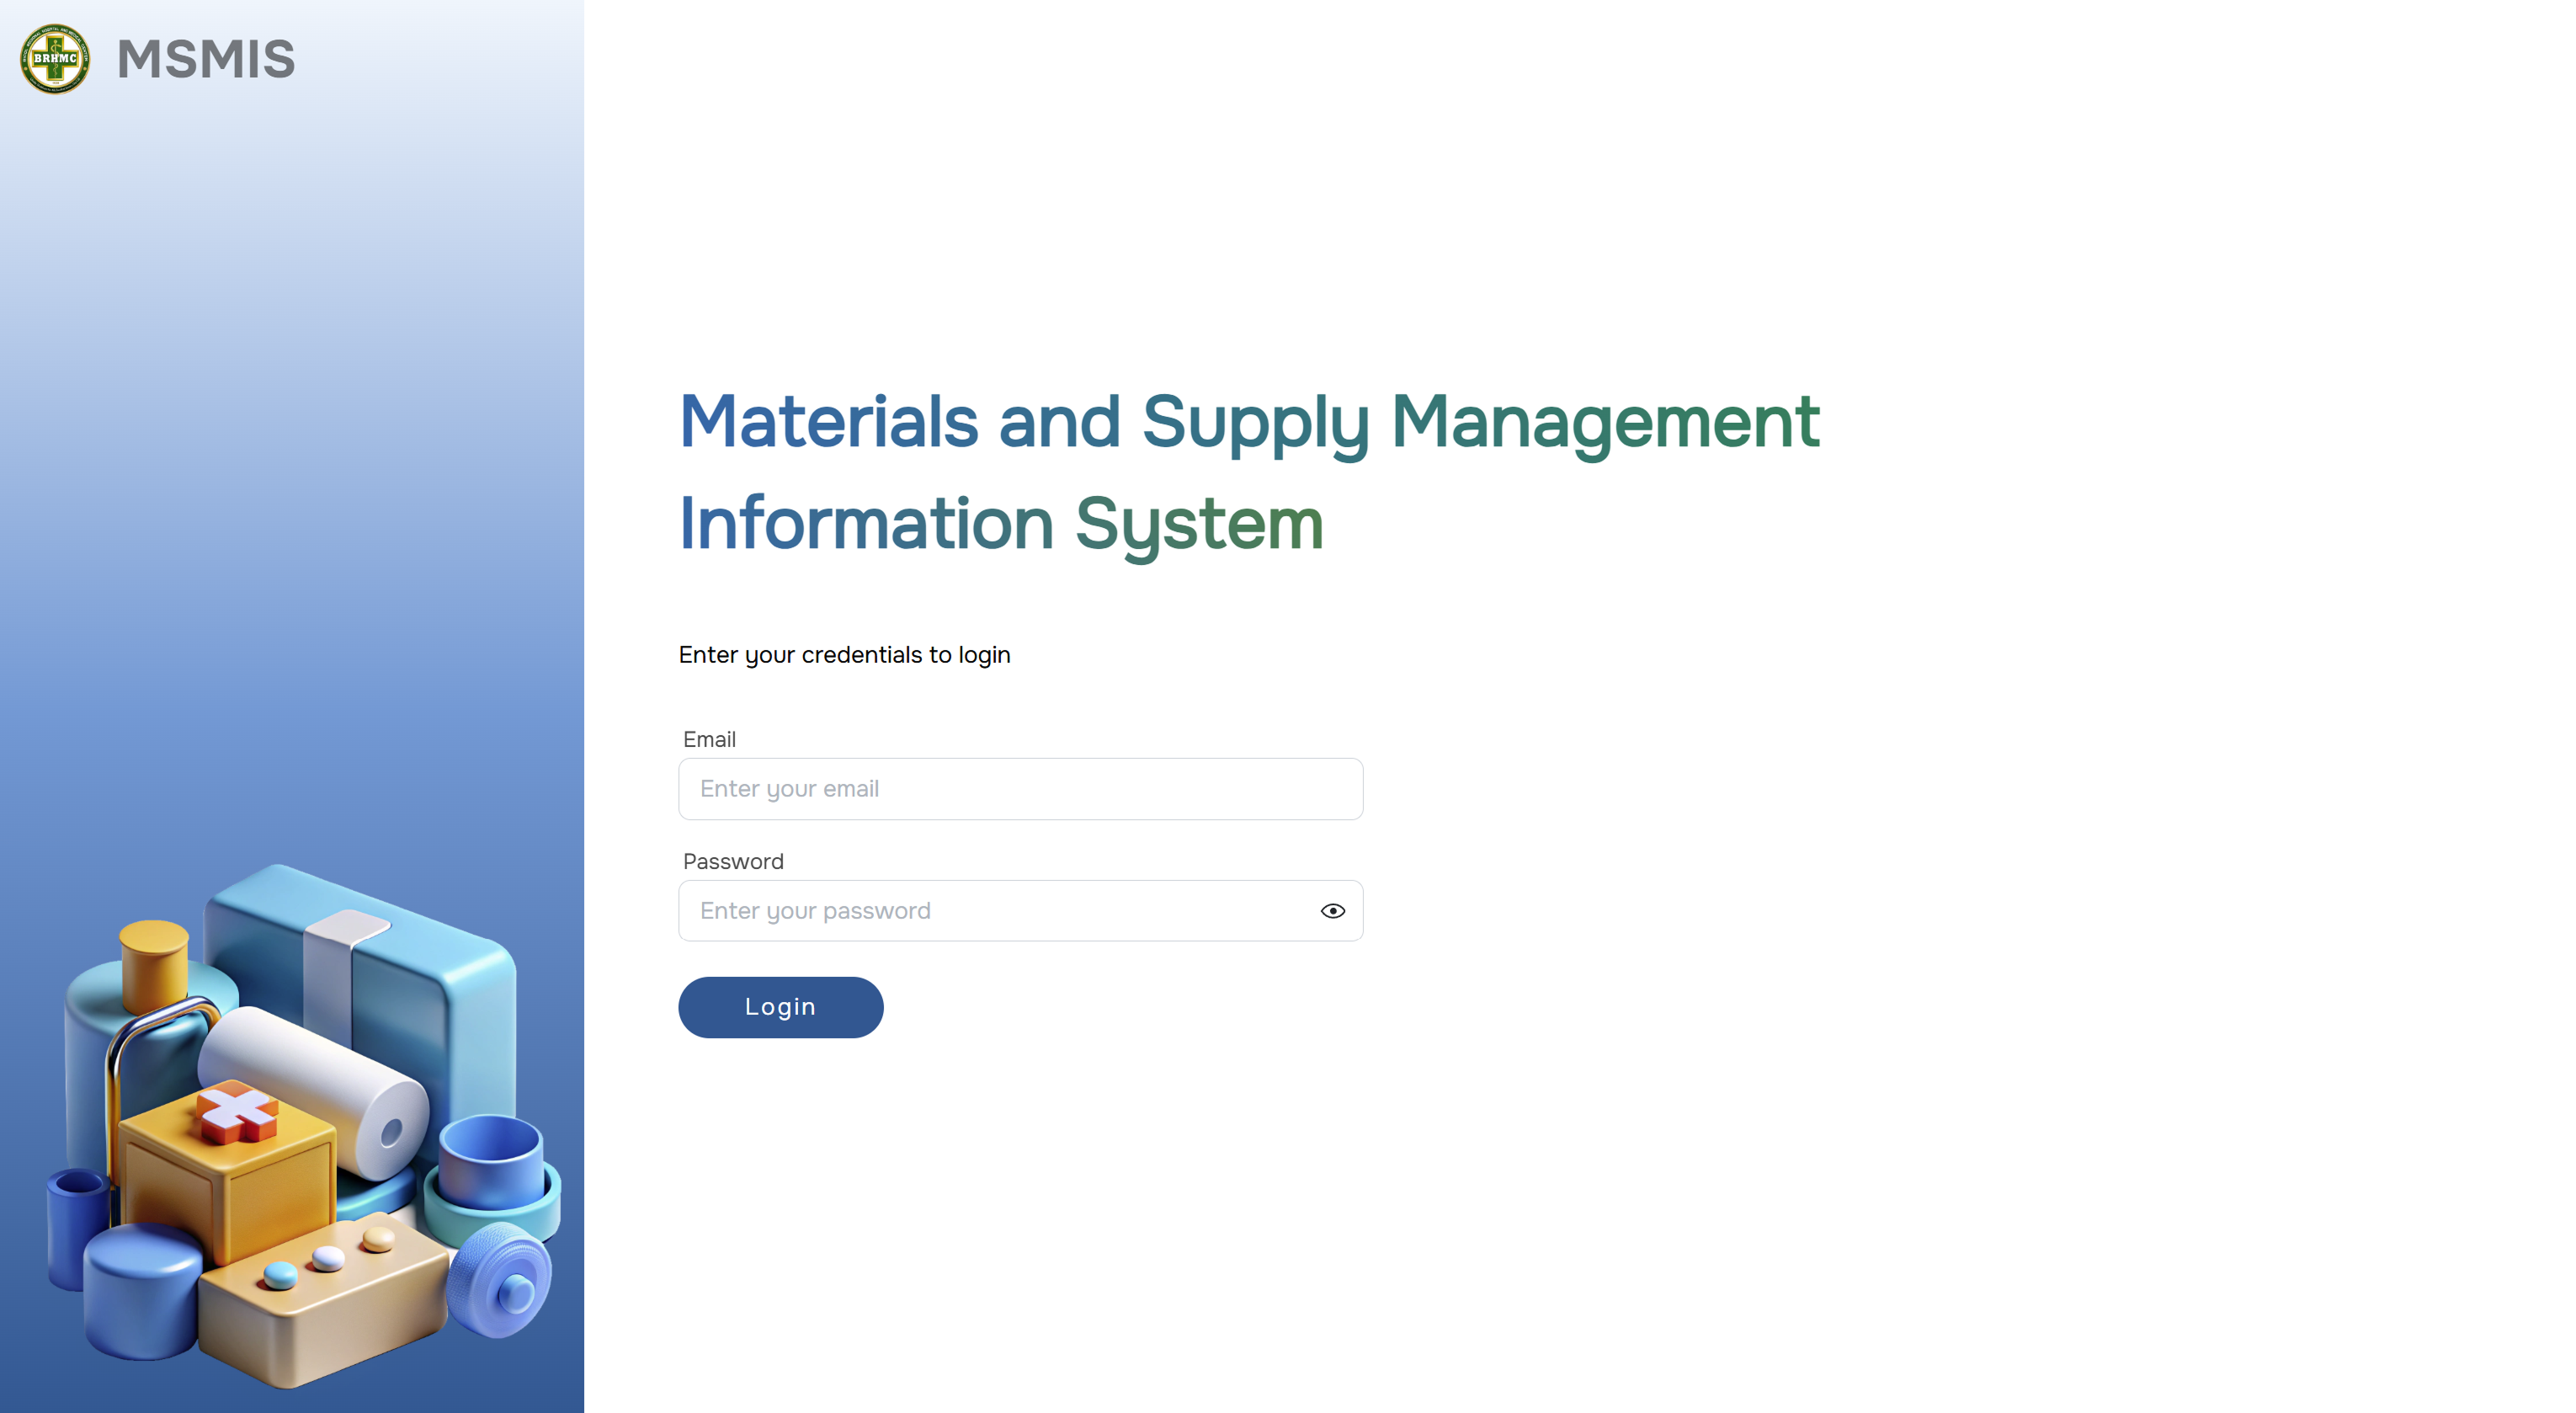 BRHMC
MSMIS
Materials and Supply Management
Information System
Enter your credentials to login
Email
Enter your email
Password
Enter your password
Login